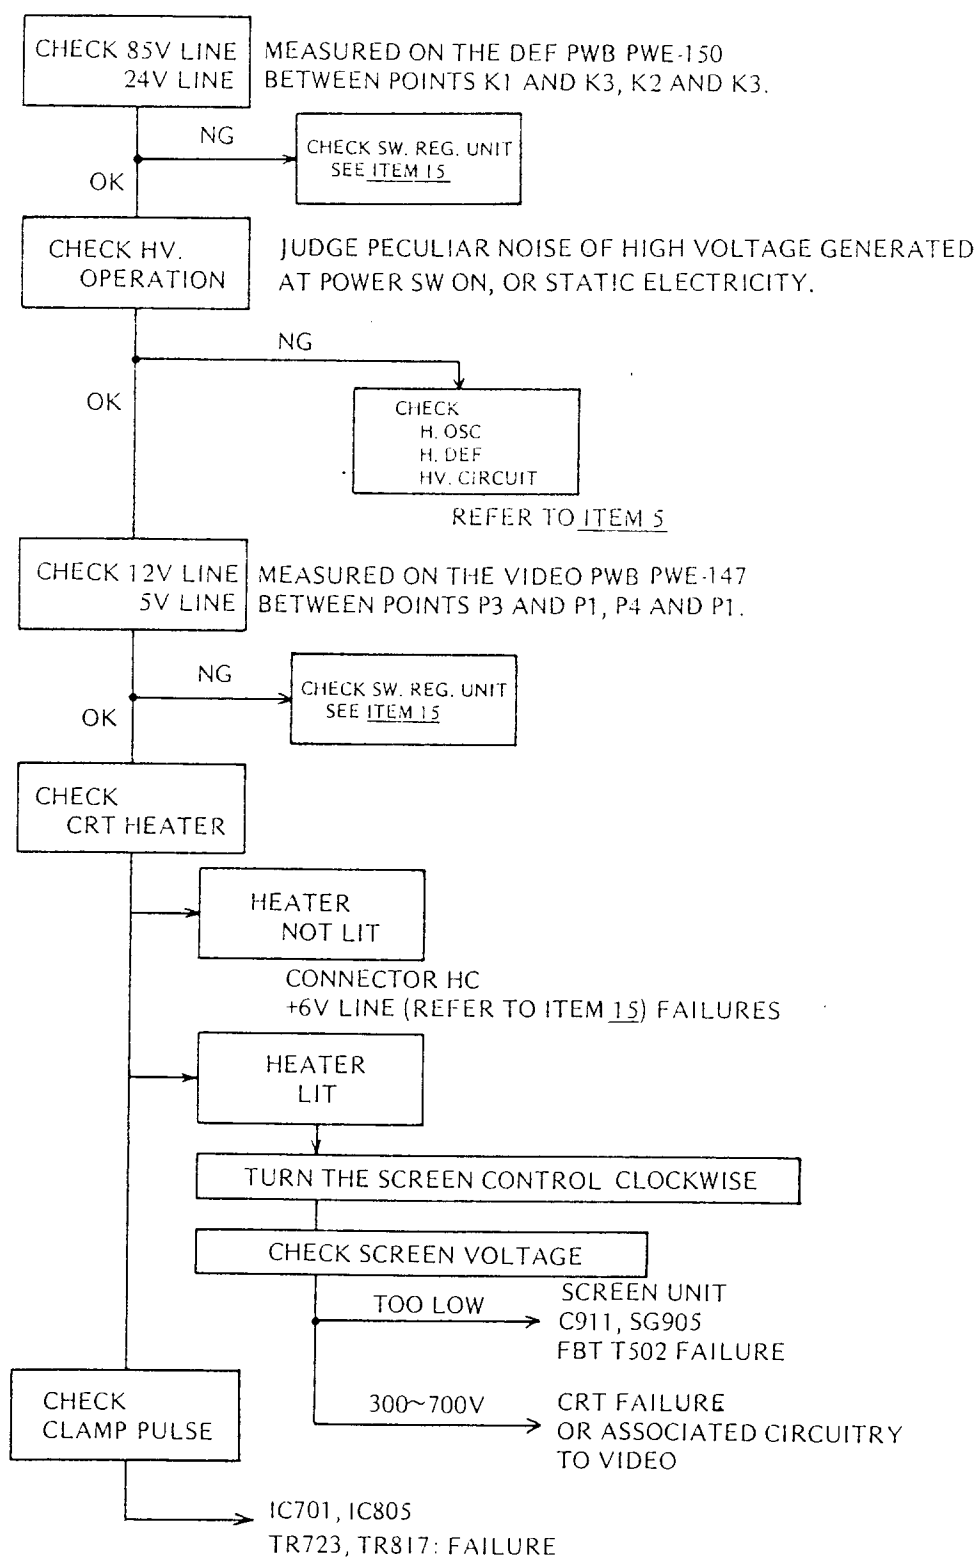 CHECK 85V LINE
24V LINE
MEASURED ON THE DEF PWB PWE-150
BETWEEN POINTS K1 AND K3, K2 AND K3.
NG
CHECK SW. REG. UNIT
SEE ITEM 15
OK
CHECK HV.
OPERATION
JUDGE PECULIAR NOISE OF HIGH VOLTAGE GENERATED
AT POWER SW ON, OR STATIC ELECTRICITY.
NG
OK
CHECK
H. OSC
H. DEF
HV. CIRCUIT
REFER TO ITEM 5
CHECK 12V LINE
5V LINE
MEASURED ON THE VIDEO PWB PWE-147
BETWEEN POINTS P3 AND P1, P4 AND P1.
NG
CHECK SW. REG. UNIT
SEE ITEM 15
OK
CHECK
CRT HEATER
HEATER
NOT LIT
CONNECTOR HC
+6V LINE (REFER TO ITEM 15) FAILURES
HEATER
LIT
TURN THE SCREEN CONTROL CLOCKWISE
CHECK SCREEN VOLTAGE
TOO LOW
SCREEN UNIT
C911, SG905
FBT T502 FAILURE
300~700V
CRT FAILURE
OR ASSOCIATED CIRCUITRY
TO VIDEO
CHECK
CLAMP PULSE
IC701, IC805
TR723, TR817: FAILURE